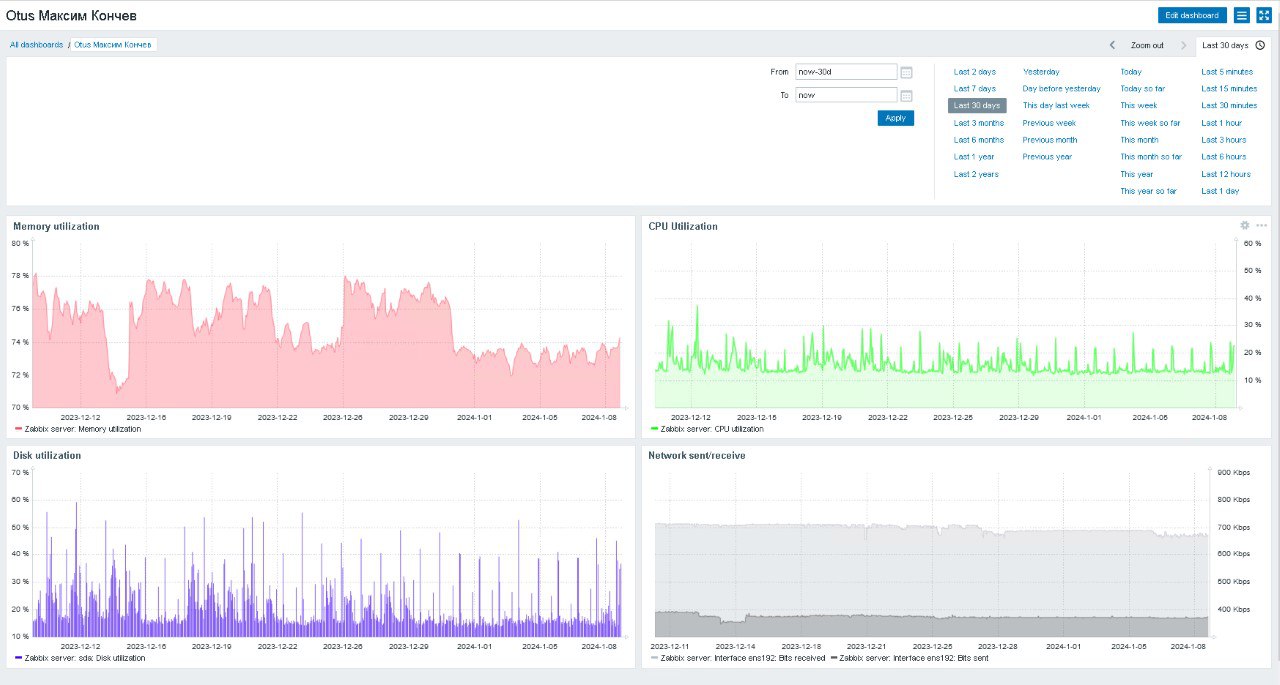 Otus Максим Кончев
Edit dashboard
All dashboards / Otus Максим Кончев
Zoom out
Last 30 days
From now-30d
To now
Apply
Last 2 days Yesterday Today Last 5 minutes
Last 7 days Day before yesterday Today so far Last 15 minutes
Last 30 days This day last week This week Last 30 minutes
Last 3 months Previous week This week so far Last 1 hour
Last 6 months Previous month This month Last 3 hours
Last 1 year Previous year This month so far Last 6 hours
Last 2 years This year Last 12 hours
This year so far Last 1 day
Memory utilization
80 %
78 %
76 %
74 %
72 %
70 %
2023-12-12 2023-12-16 2023-12-19 2023-12-22 2023-12-26 2023-12-29 2024-1-01 2024-1-05 2024-1-08
Zabbix server: Memory utilization
CPU Utilization
60 %
50 %
40 %
30 %
20 %
10 %
2023-12-12 2023-12-15 2023-12-19 2023-12-22 2023-12-25 2023-12-29 2024-1-01 2024-1-05 2024-1-08
Zabbix server: CPU utilization
Disk utilization
70 %
60 %
50 %
40 %
30 %
20 %
10 %
2023-12-12 2023-12-16 2023-12-19 2023-12-22 2023-12-26 2023-12-29 2024-1-01 2024-1-05 2024-1-08
Zabbix server: sda: Disk utilization
Network sent/receive
900 Kbps
800 Kbps
700 Kbps
600 Kbps
500 Kbps
400 Kbps
2023-12-11 2023-12-14 2023-12-18 2023-12-21 2023-12-25 2023-12-28 2024-1-01 2024-1-05 2024-1-08
Zabbix server: Interface ens192: Bits received Zabbix server: Interface ens192: Bits sent